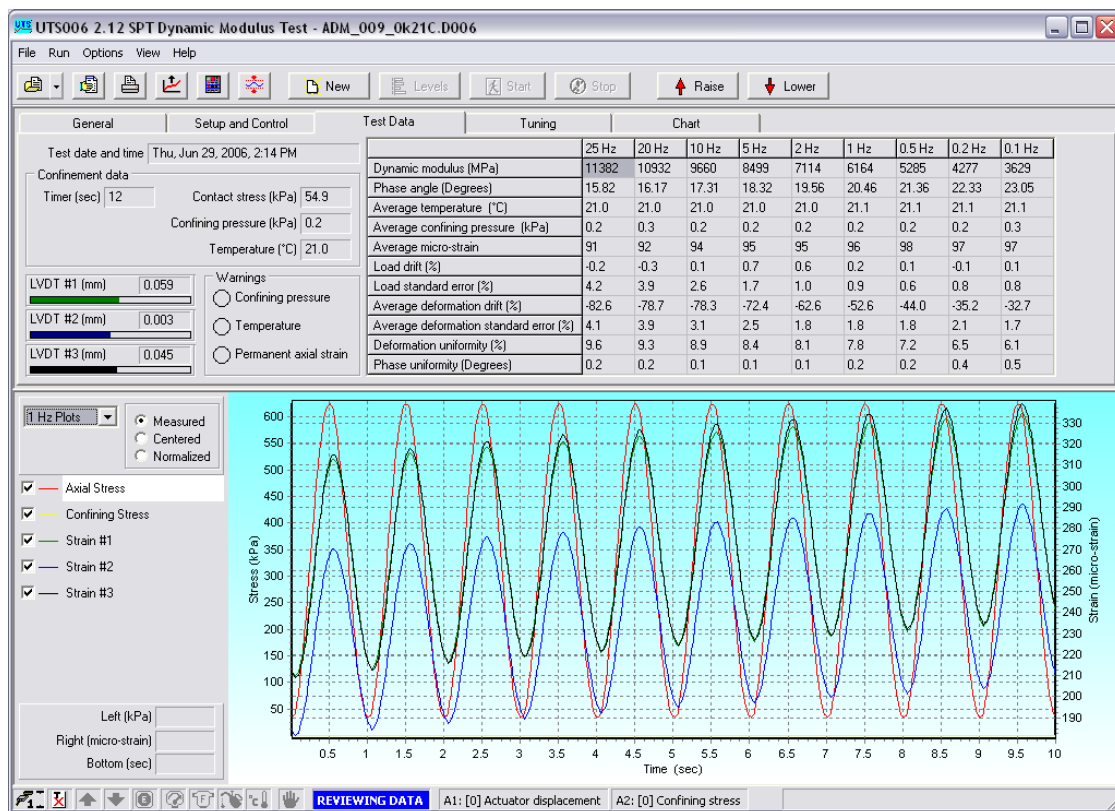 UTS006 2.12 SPT Dynamic Modulus Test - ADM_009_0k21C.D006
File Run Options View Help
New Levels Start Stop Raise Lower
General Setup and Control Test Data Tuning Chart
Test date and time Thu, Jun 29, 2006, 2:14 PM
Confinement data
Timer (sec) 12 Contact stress (kPa) 54.9
Confining pressure (kPa) 0.2
Temperature (°C) 21.0
LVDT #1 (mm) 0.059
LVDT #2 (mm) 0.003
LVDT #3 (mm) 0.045
Warnings
Confining pressure
Temperature
Permanent axial strain
25 Hz 20 Hz 10 Hz 5 Hz 2 Hz 1 Hz 0.5 Hz 0.2 Hz 0.1 Hz
Dynamic modulus (MPa) 11382 10932 9660 8499 7114 6164 5285 4277 3629
Phase angle (Degrees) 15.82 16.17 17.31 18.32 19.56 20.46 21.36 22.33 23.05
Average temperature (°C) 21.0 21.0 21.0 21.0 21.0 21.1 21.1 21.1 21.1
Average confining pressure (kPa) 0.2 0.3 0.2 0.2 0.2 0.2 0.2 0.2 0.3
Average micro-strain 91 92 94 95 95 96 98 97 97
Load drift (%) -0.2 -0.3 0.1 0.7 0.6 0.2 0.1 -0.1 0.1
Load standard error (%) 4.2 3.9 2.6 1.7 1.0 0.9 0.6 0.8 0.8
Average deformation drift (%) -82.6 -78.7 -78.3 -72.4 -62.6 -52.6 -44.0 -35.2 -32.7
Average deformation standard error (%) 4.1 3.9 3.1 2.5 1.8 1.8 1.8 2.1 1.7
Deformation uniformity (%) 9.6 9.3 8.9 8.4 8.1 7.8 7.2 6.5 6.1
Phase uniformity (Degrees) 0.2 0.2 0.1 0.1 0.1 0.2 0.2 0.4 0.5
1 Hz Plots
Measured
Centered
Normalized
Axial Stress
Confining Stress
Strain #1
Strain #2
Strain #3
Left (kPa)
Right (micro-strain)
Bottom (sec)
Stress (kPa)
600
550
500
450
400
350
300
250
200
150
100
50
0.5 1 1.5 2 2.5 3 3.5 4 4.5 5 5.5 6 6.5 7 7.5 8 8.5 9 9.5 10
Time (sec)
330
320
310
300
290
280
270
260
250
240
230
220
210
200
190
Strain (micro-strain)
REVIEWING DATA A1: [0] Actuator displacement A2: [0] Confining stress